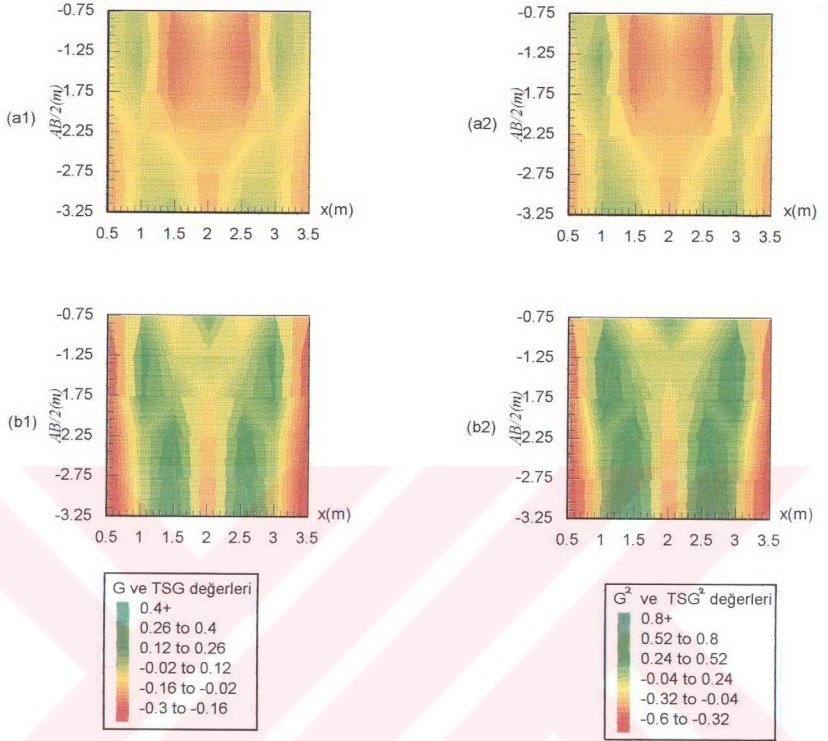 (a1)
AB/2(m)
-0.75
-1.25
-1.75
-2.25
-2.75
-3.25
0.5 1 1.5 2 2.5 3 3.5
x(m)
(a2)
AB/2(m)
-0.75
-1.25
-1.75
-2.25
-2.75
-3.25
0.5 1 1.5 2 2.5 3 3.5
x(m)
(b1)
AB/2(m)
-0.75
-1.25
-1.75
-2.25
-2.75
-3.25
0.5 1 1.5 2 2.5 3 3.5
x(m)
(b2)
AB/2(m)
-0.75
-1.25
-1.75
-2.25
-2.75
-3.25
0.5 1 1.5 2 2.5 3 3.5
x(m)
G ve TSG değerleri
0.4+
0.26 to 0.4
0.12 to 0.26
-0.02 to 0.12
-0.16 to -0.02
-0.3 to -0.16
G² ve TSG² değerleri
0.8+
0.52 to 0.8
0.24 to 0.52
-0.04 to 0.24
-0.32 to -0.04
-0.6 to -0.32